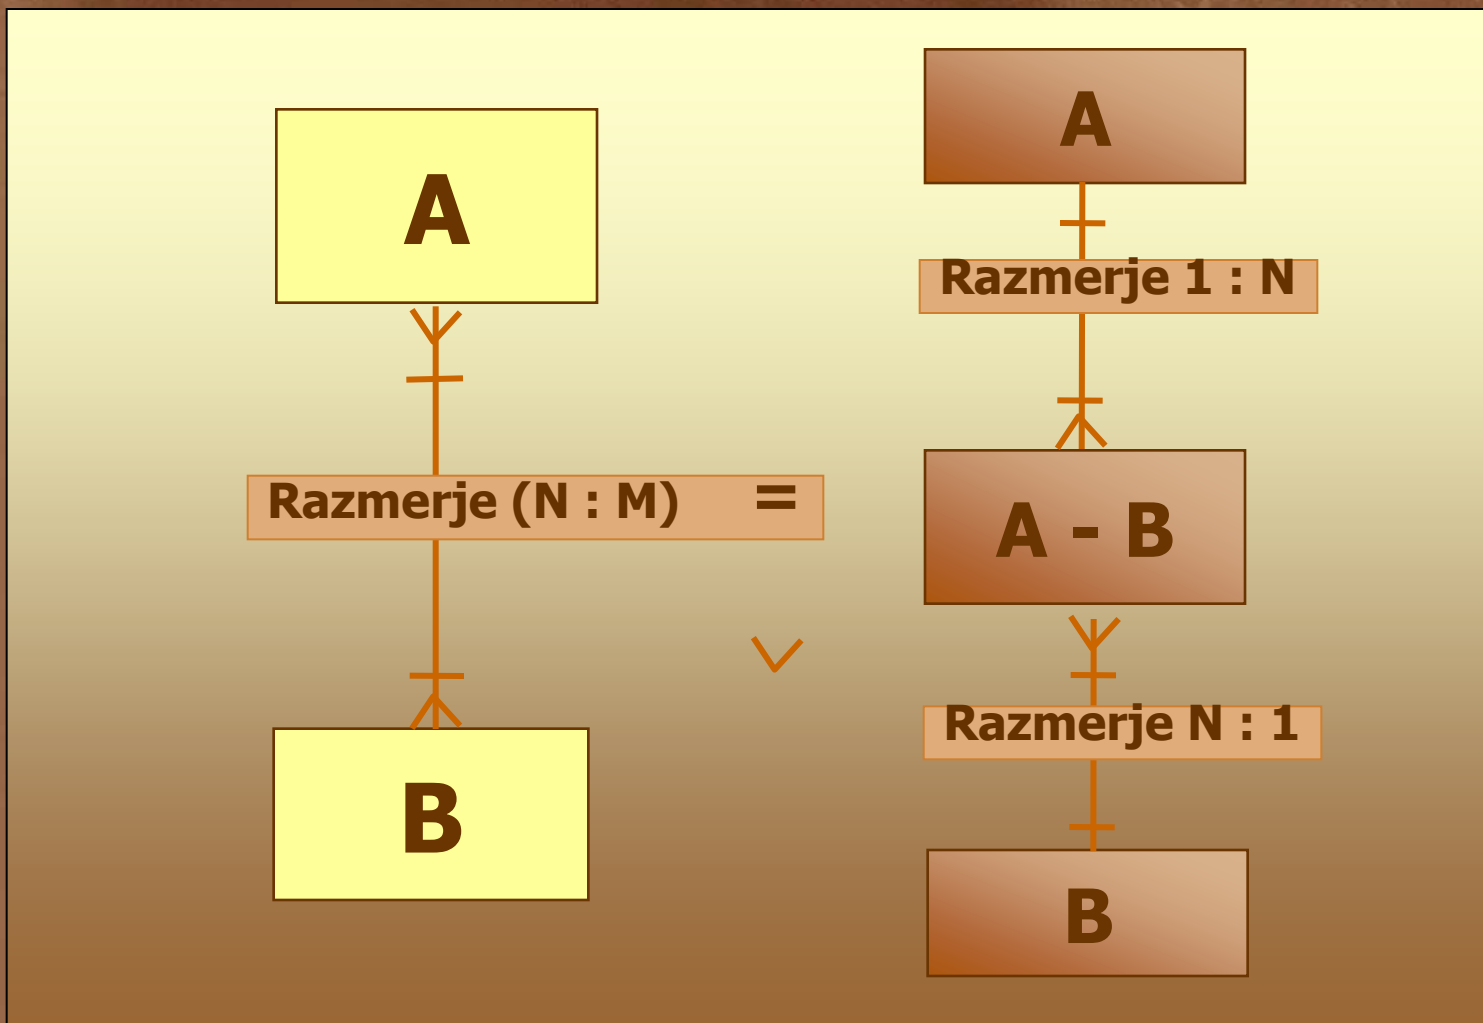 A
Razmerje (N : M) =
B
A
Razmerje 1 : N
A - B
Razmerje N : 1
B